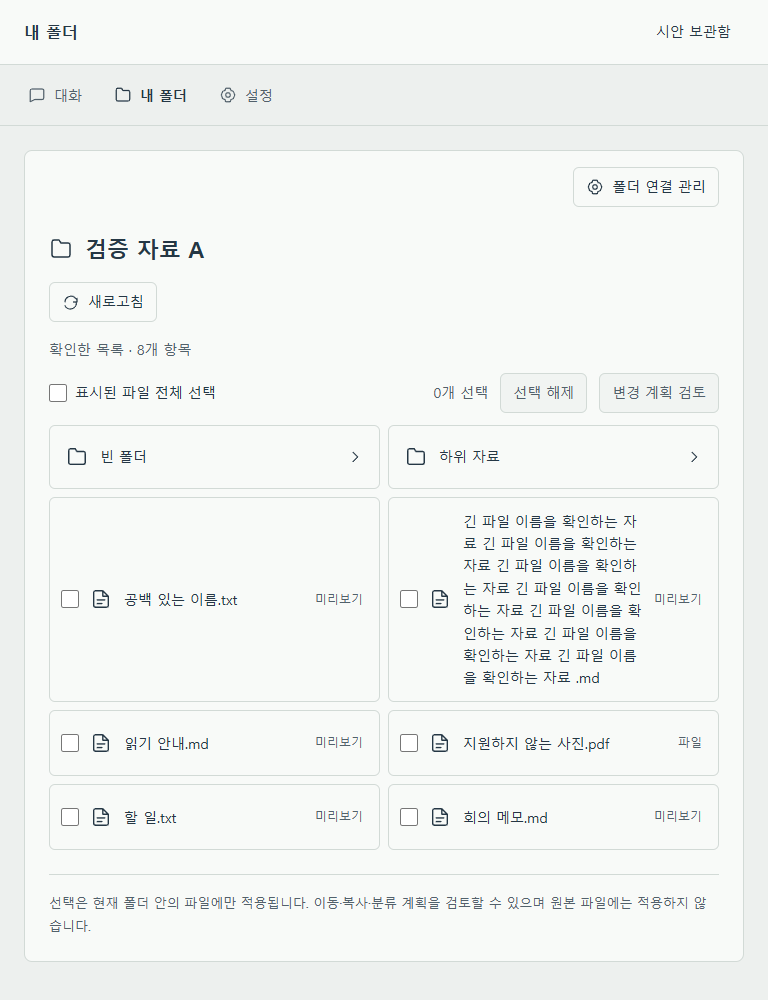 내 폴더
시안 보관함
대화
내 폴더
설정
폴더 연결 관리
검증 자료 A
새로고침
확인한 목록 · 8개 항목
표시된 파일 전체 선택
0개 선택
선택 해제
변경 계획 검토
빈 폴더
하위 자료
공백 있는 이름.txt
미리보기
긴 파일 이름을 확인하는 자
료 긴 파일 이름을 확인하는
자료 긴 파일 이름을 확인하
는 자료 긴 파일 이름을 확인
하는 자료 긴 파일 이름을 확
인하는 자료 긴 파일 이름을
확인하는 자료 긴 파일 이름
을 확인하는 자료 .md
미리보기
읽기 안내.md
미리보기
지원하지 않는 사진.pdf
파일
할 일.txt
미리보기
회의 메모.md
미리보기
선택은 현재 폴더 안의 파일에만 적용됩니다. 이동·복사·분류 계획을 검토할 수 있으며 원본 파일에는 적용하지 않
습니다.